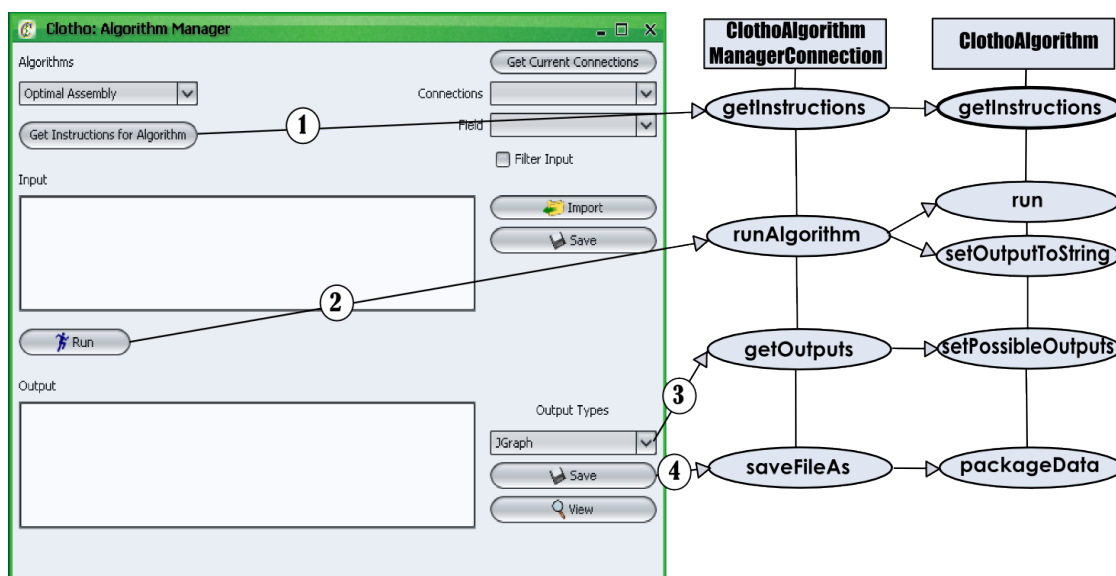 Clotho: Algorithm Manager
Algorithms
Get Current Connections
Optimal Assembly
Connections
Get Instructions for Algorithm
1
Field
Filter Input
Input
Import
Save
2
Run
Output
3
Output Types
JGraph
Save
4
View
ClothoAlgorithm
ManagerConnection
ClothoAlgorithm
getInstructions
getInstructions
runAlgorithm
run
setOutputToString
getOutputs
setPossibleOutputs
saveFileAs
packageData